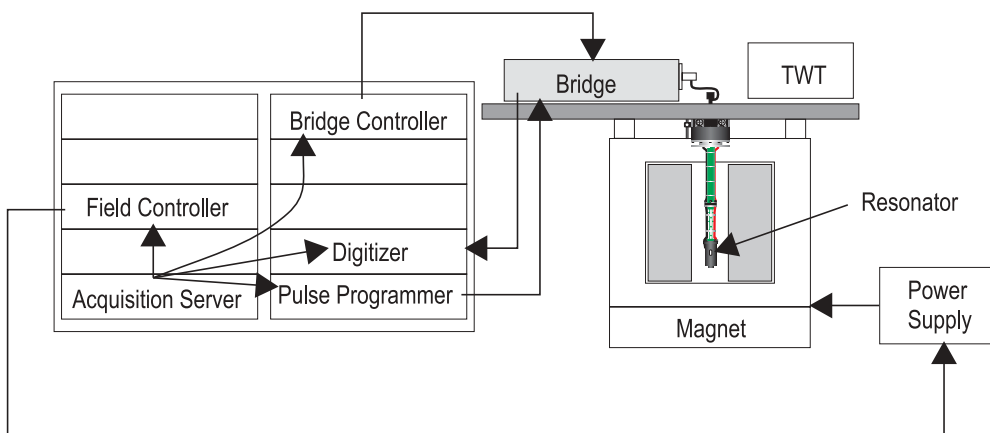 Bridge
TWT
Bridge Controller
Field Controller
Resonator
Digitizer
Acquisition Server
Pulse Programmer
Power
Supply
Magnet